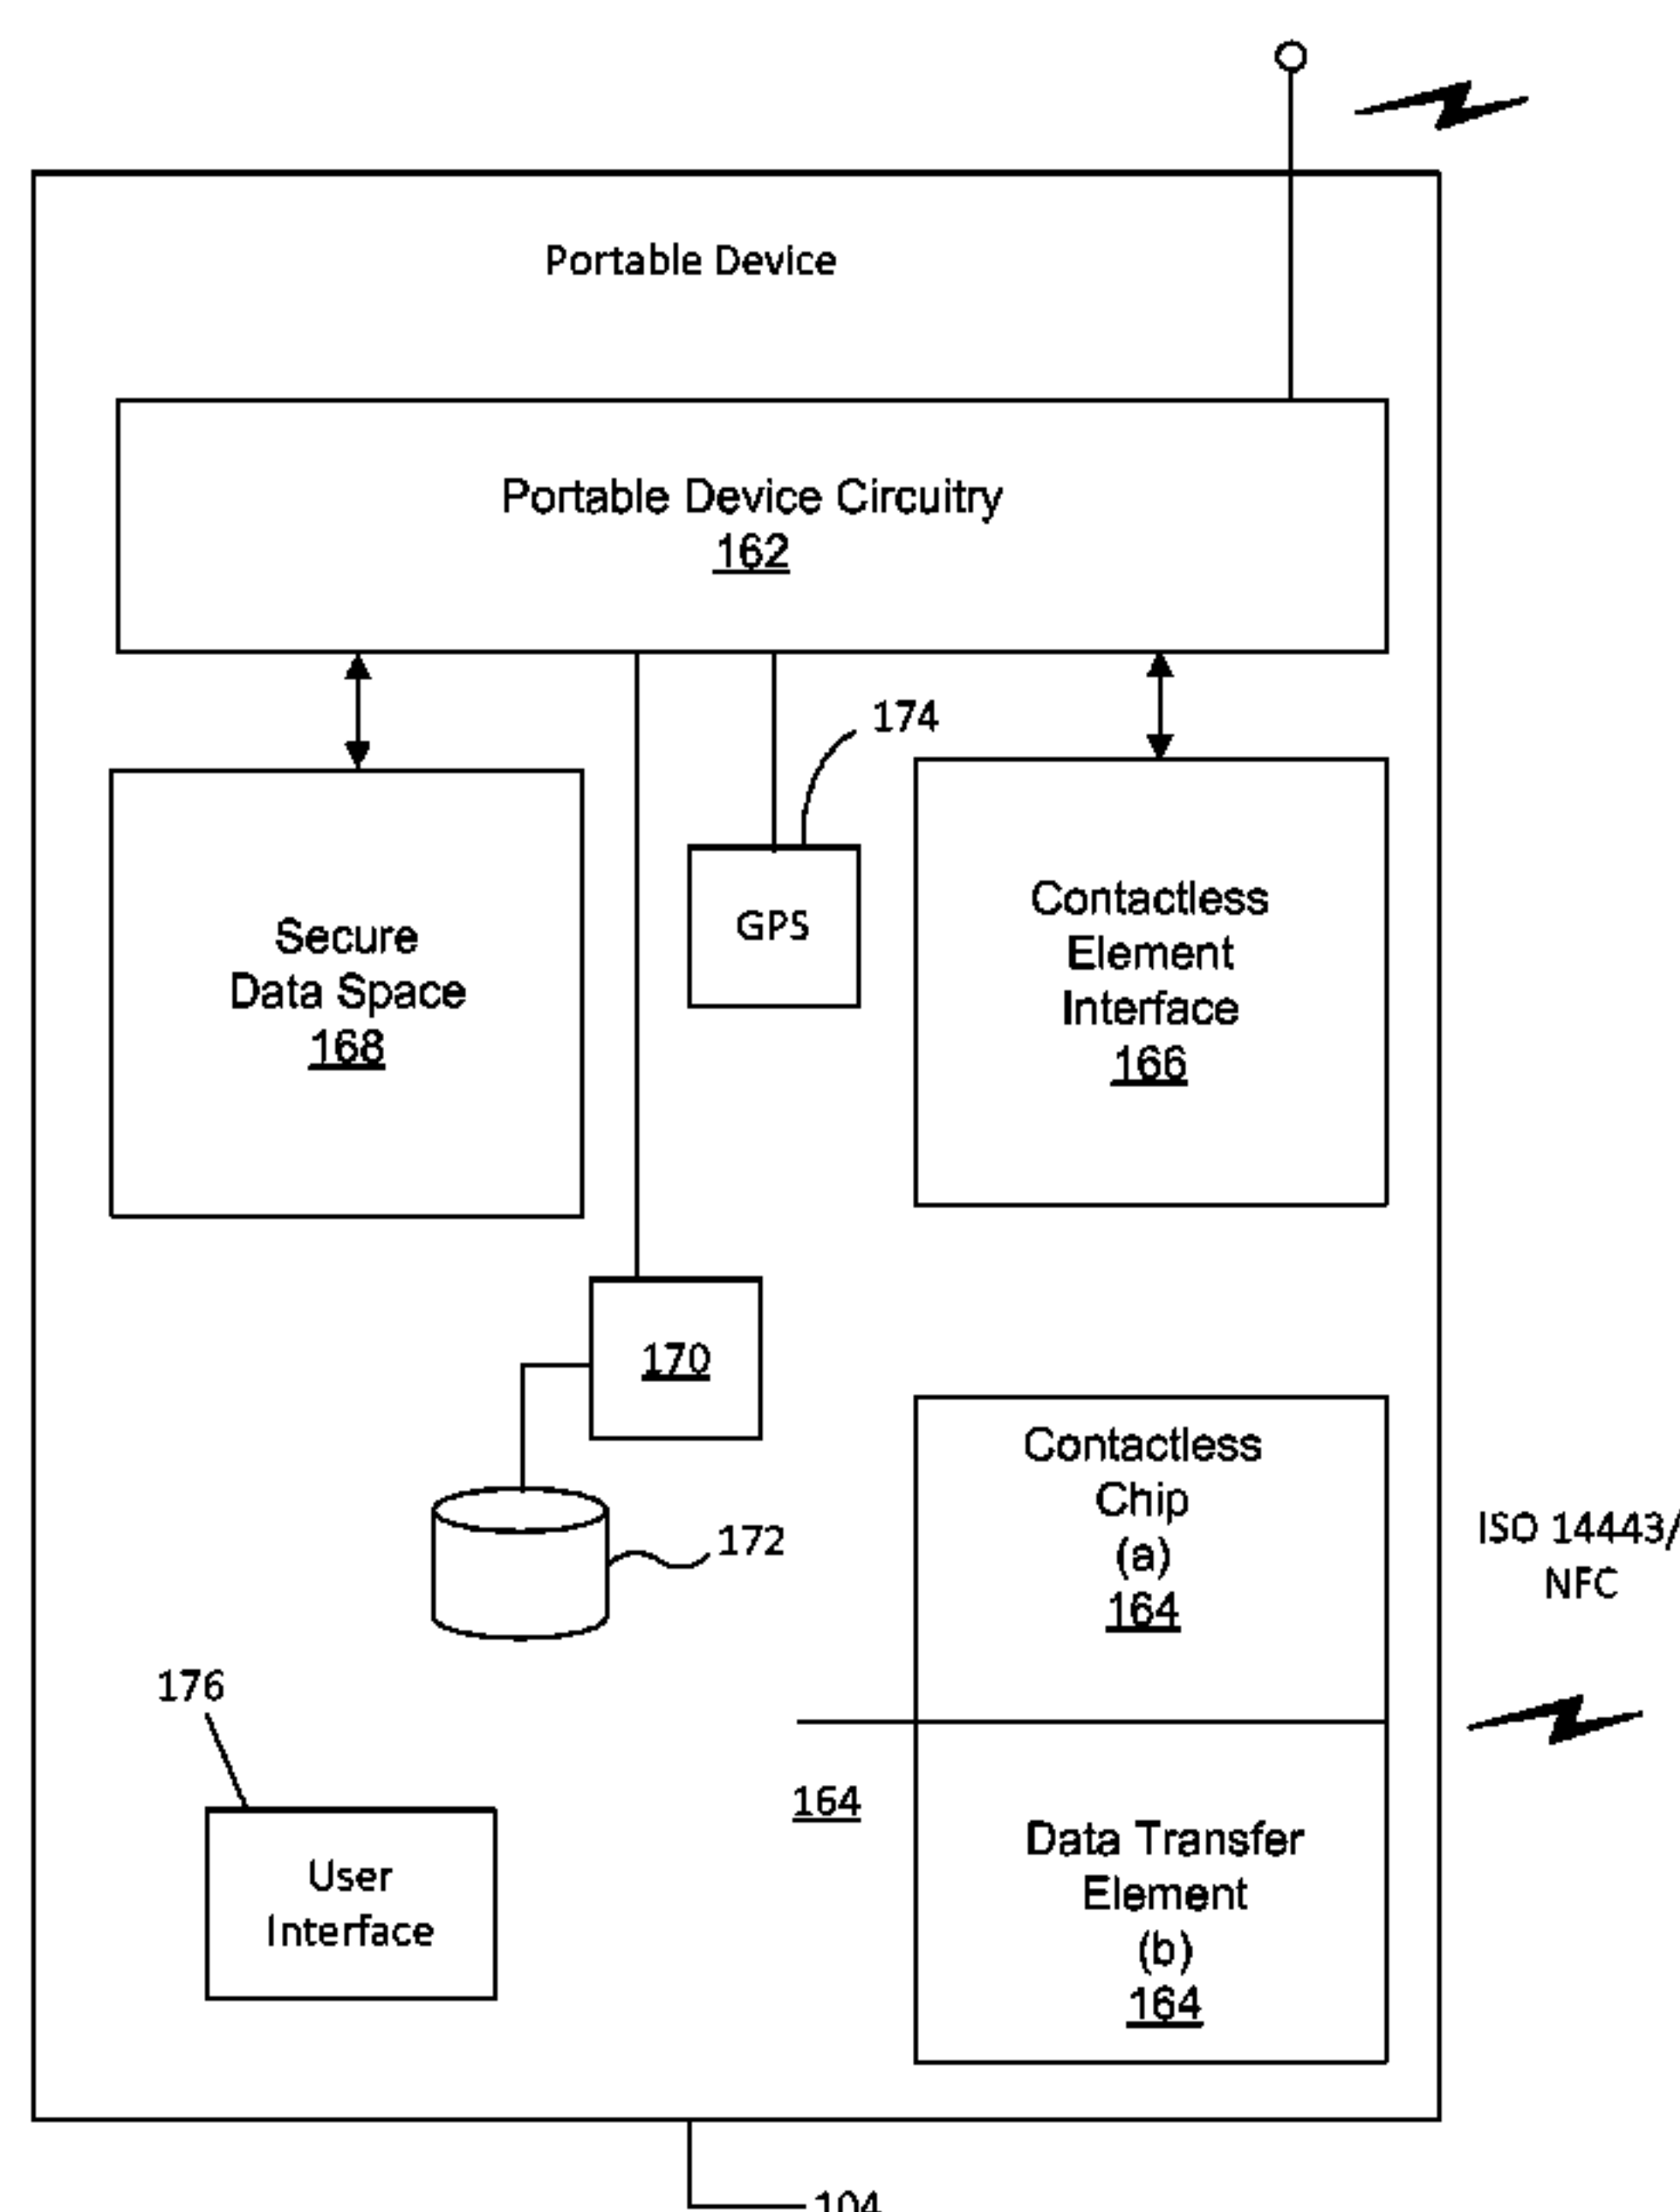 Portable Device
Portable Device Circuitry
162
174
Secure
Data Space
168
GPS
Contactless
Element
Interface
166
170
172
Contactless
Chip
(a)
164
ISO 14443/
NFC
176
User
Interface
164
Data Transfer
Element
(b)
164
104